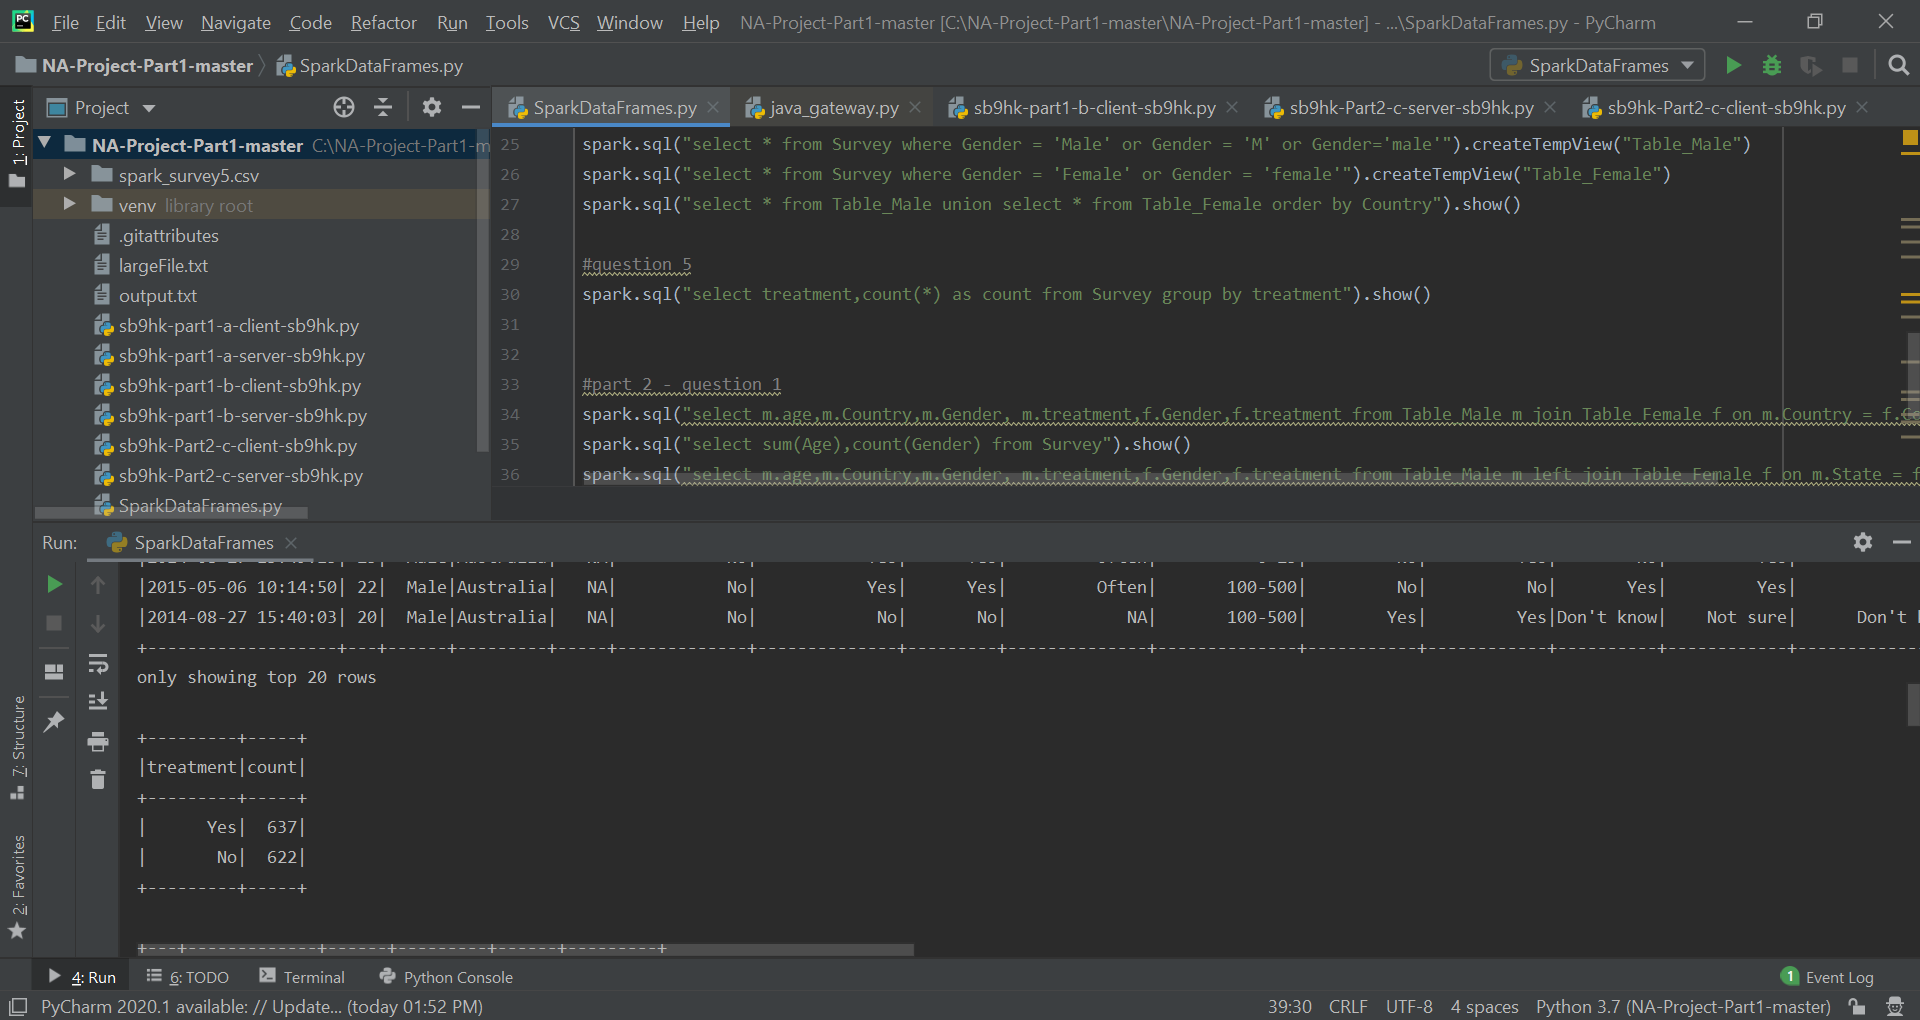 File Edit View Navigate Code Refactor Run Tools VCS Window Help NA-Project-Part1-master [C:\NA-Project-Part1-master\NA-Project-Part1-master] - ...\SparkDataFrames.py - PyCharm
NA-Project-Part1-master SparkDataFrames.py SparkDataFrames
1: Project
Project
SparkDataFrames.py java_gateway.py sb9hk-part1-b-client-sb9hk.py sb9hk-Part2-c-server-sb9hk.py sb9hk-Part2-c-client-sb9hk.py
NA-Project-Part1-master C:\NA-Project-Part1-m
spark_survey5.csv
venv library root
.gitattributes
largeFile.txt
output.txt
sb9hk-part1-a-client-sb9hk.py
sb9hk-part1-a-server-sb9hk.py
sb9hk-part1-b-client-sb9hk.py
sb9hk-part1-b-server-sb9hk.py
sb9hk-Part2-c-client-sb9hk.py
sb9hk-Part2-c-server-sb9hk.py
SparkDataFrames.py
25 spark.sql("select * from Survey where Gender = 'Male' or Gender = 'M' or Gender='male'").createTempView("Table_Male")
26 spark.sql("select * from Survey where Gender = 'Female' or Gender = 'female'").createTempView("Table_Female")
27 spark.sql("select * from Table_Male union select * from Table_Female order by Country").show()
28
29 #question 5
30 spark.sql("select treatment,count(*) as count from Survey group by treatment").show()
31
32
33 #part 2 - question 1
34 spark.sql("select m.age,m.Country,m.Gender, m.treatment,f.Gender,f.treatment from Table_Male m join Table_Female f on m.Country = f.Co
35 spark.sql("select sum(Age),count(Gender) from Survey").show()
36 spark.sql("select m.age,m.Country,m.Gender, m.treatment,f.Gender,f.treatment from Table_Male m left join Table_Female f on m.State = f
Run: SparkDataFrames
|2015-05-06 10:14:50| 22| Male|Australia| NA| No| Yes| Yes| Often| 100-500| No| No| Yes| Yes|
|2014-08-27 15:40:03| 20| Male|Australia| NA| No| No| No| NA| 100-500| Yes| Yes|Don't know| Not sure| Don't
+-------------------+---+------+---------+-----+-------------+--------------+---------+--------------+--------------+-----------+------------+----------+------------+------------
only showing top 20 rows
+---------+-----+
|treatment|count|
+---------+-----+
| Yes| 637|
| No| 622|
+---------+-----+
+---+-------------+------+---------+------+---------+
7: Structure
2: Favorites
4: Run 6: TODO Terminal Python Console 1 Event Log
PyCharm 2020.1 available: // Update... (today 01:52 PM) 39:30 CRLF UTF-8 4 spaces Python 3.7 (NA-Project-Part1-master)